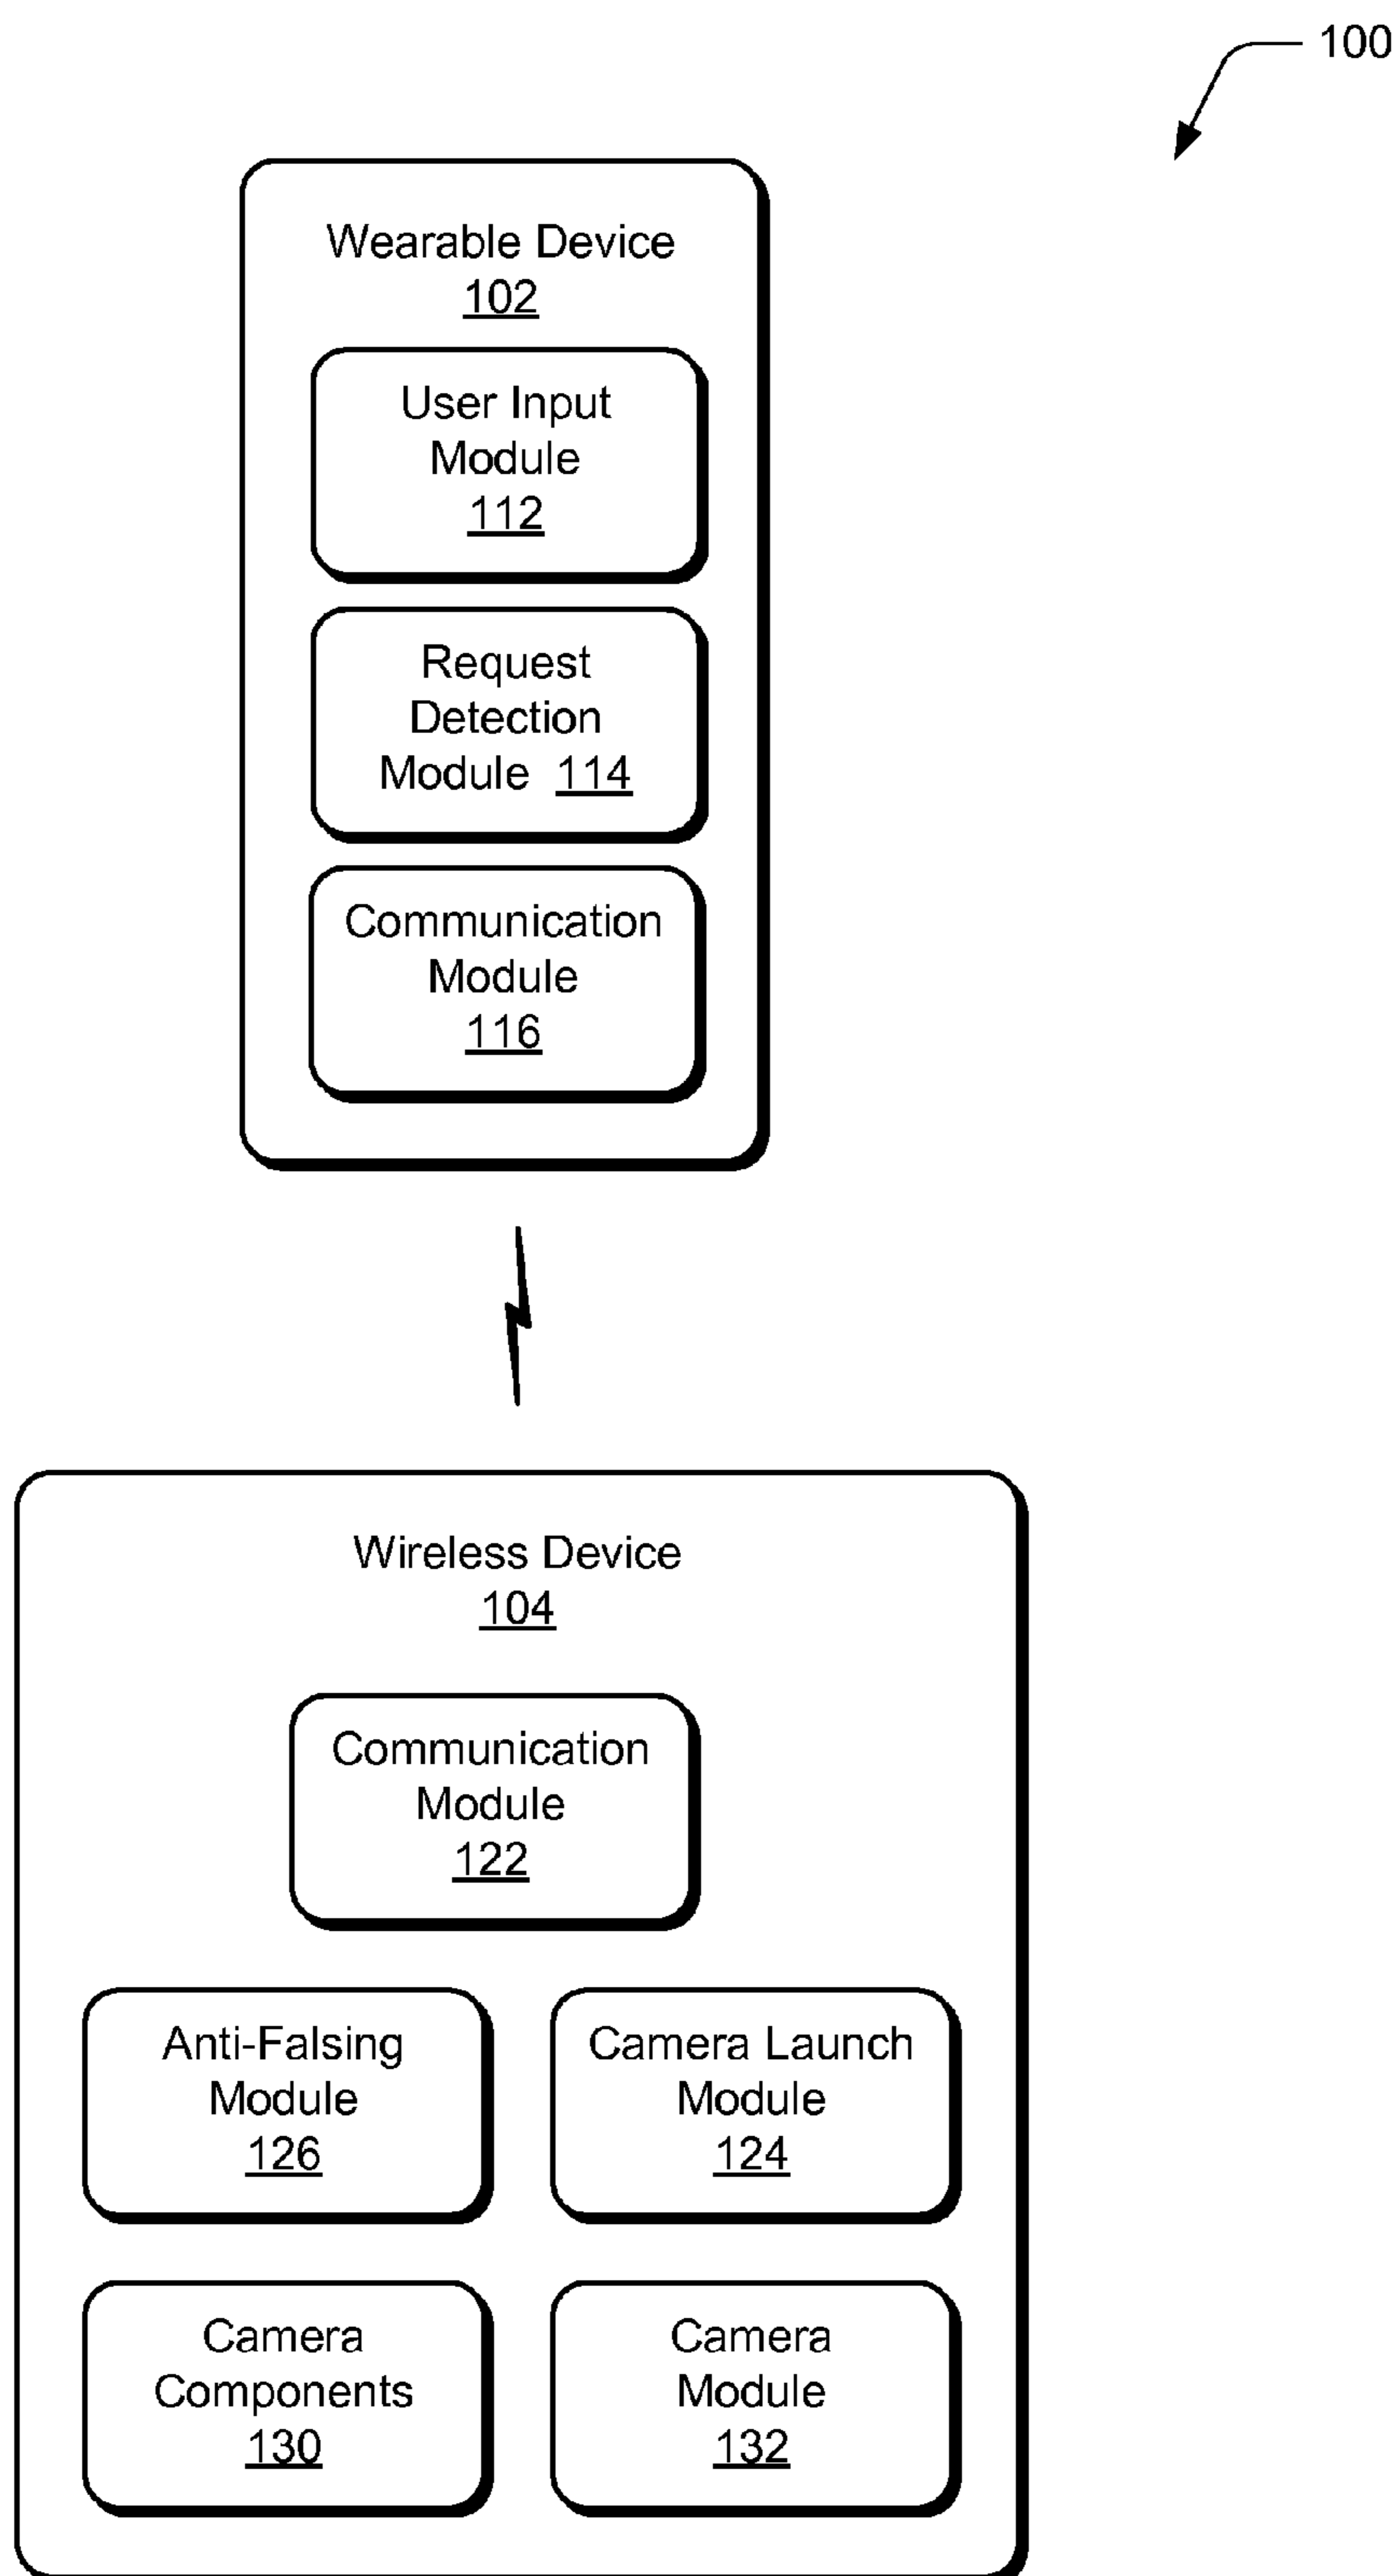 100
Wearable Device
102
User Input
Module
112
Request
Detection
Module 114
Communication
Module
116
Wireless Device
104
Communication
Module
122
Anti-Falsing
Module
126
Camera Launch
Module
124
Camera
Components
130
Camera
Module
132